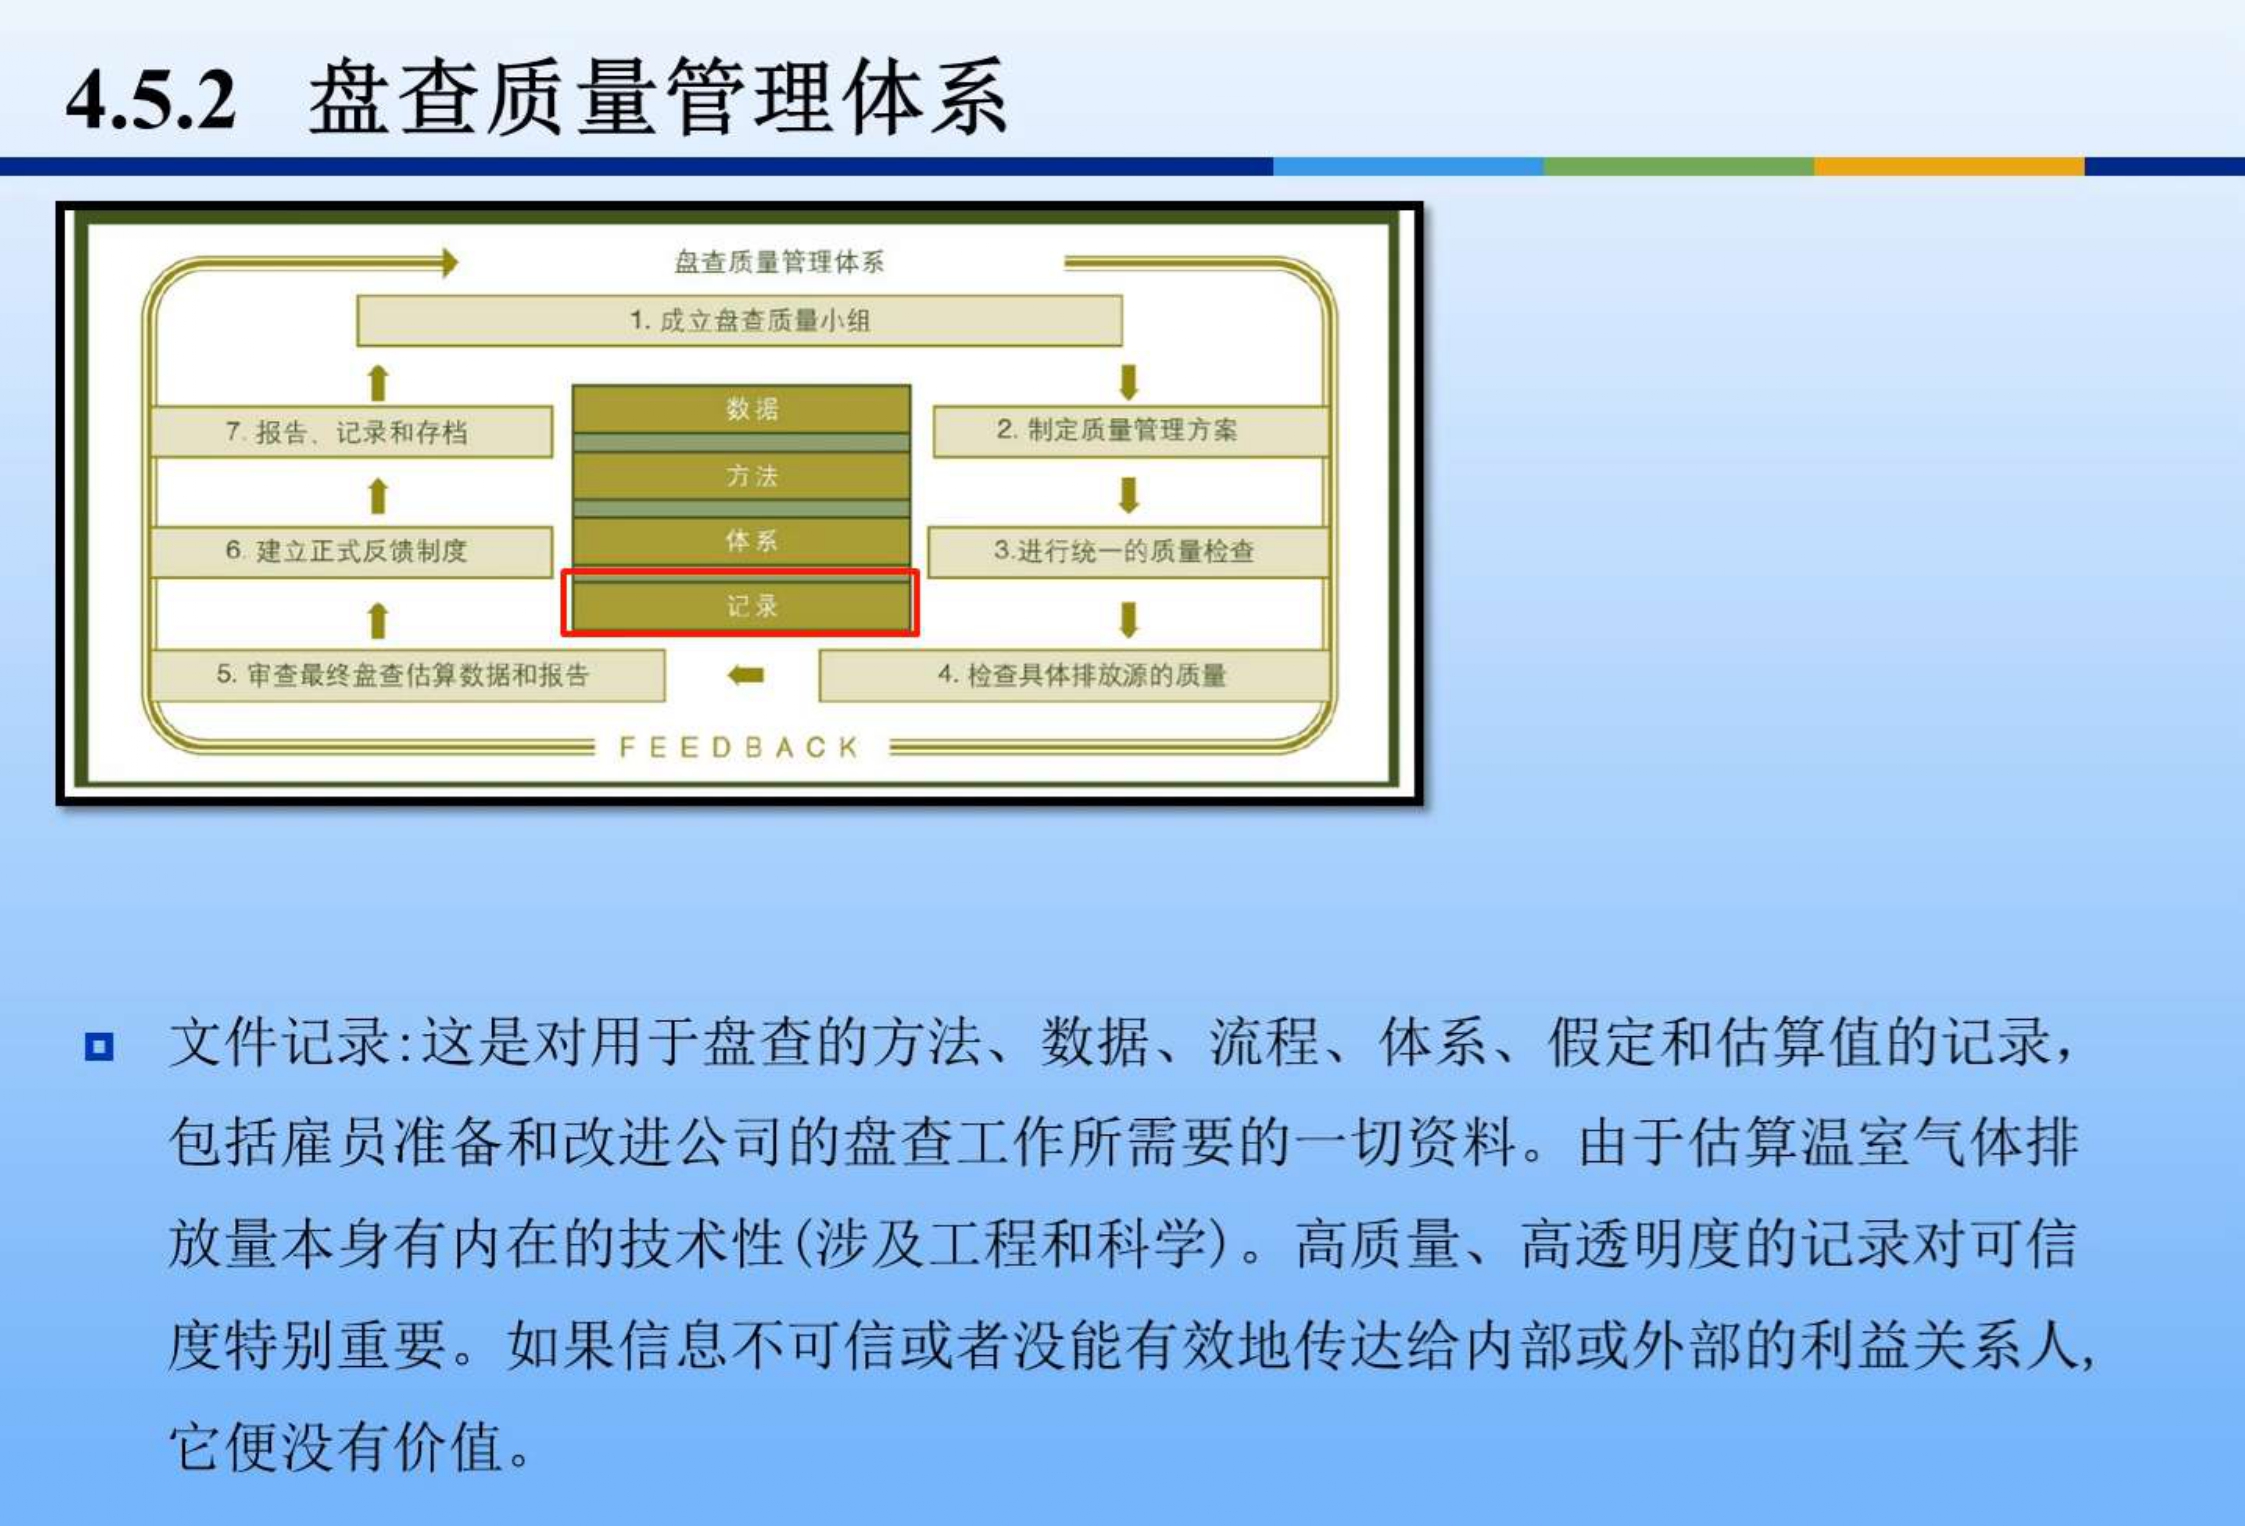 4.5.2 盘查质量管理体系
盘查质量管理体系
1. 成立盘查质量小组
2. 制定质量管理方案
3.进行统一的质量检查
4. 检查具体排放源的质量
5. 审查最终盘查估算数据和报告
6. 建立正式反馈制度
7. 报告、记录和存档
数据
方法
体系
记录
FEEDBACK
文件记录:这是对用于盘查的方法、数据、流程、体系、假定和估算值的记录，
包括雇员准备和改进公司的盘查工作所需要的一切资料。由于估算温室气体排
放量本身有内在的技术性(涉及工程和科学)。高质量、高透明度的记录对可信
度特别重要。如果信息不可信或者没能有效地传达给内部或外部的利益关系人,
它便没有价值。